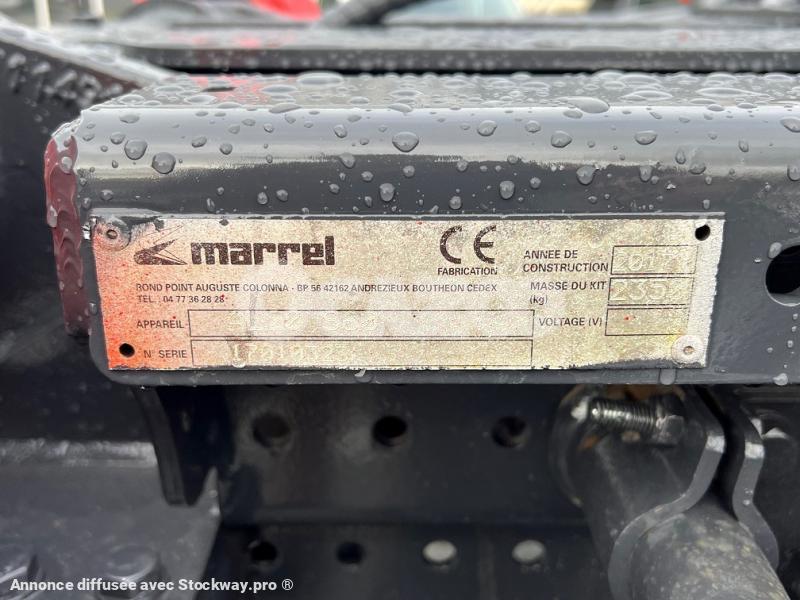 marrel
CE
FABRICATION
ROND POINT AUGUSTE COLONNA - BP 56 42162 ANDREZIEUX BOUTHEON CEDEX
TEL : 04 77 36 28 28
ANNEE DE
CONSTRUCTION
MASSE DU KIT
(kg)
APPAREIL
VOLTAGE (V)
N° SERIE
Annonce diffusée avec Stockway.pro ®